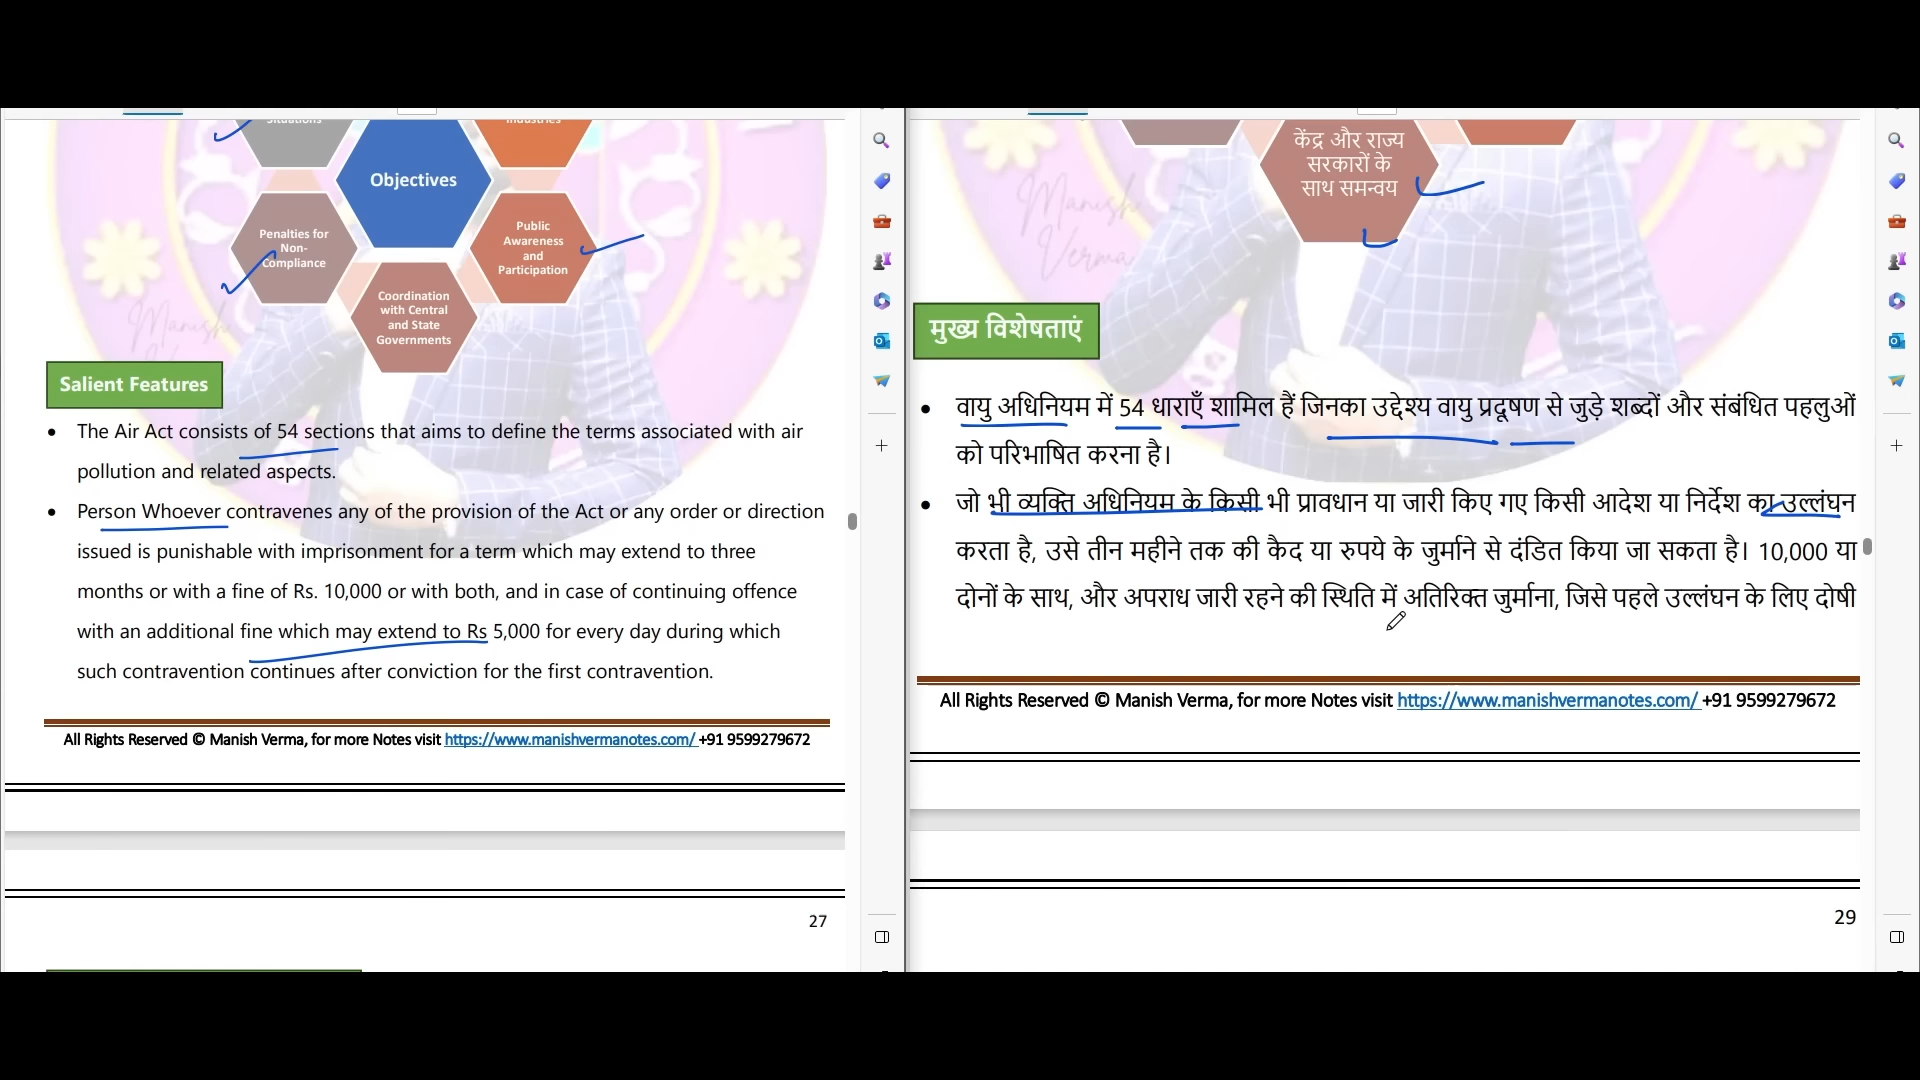 Situations
Industries
Objectives
Penalties for
Non-
Compliance
Public
Awareness
and
Participation
Coordination
with Central
and State
Governments
Salient Features
• The Air Act consists of 54 sections that aims to define the terms associated with air
pollution and related aspects.
• Person Whoever contravenes any of the provision of the Act or any order or direction
issued is punishable with imprisonment for a term which may extend to three
months or with a fine of Rs. 10,000 or with both, and in case of continuing offence
with an additional fine which may extend to Rs 5,000 for every day during which
such contravention continues after conviction for the first contravention.
All Rights Reserved © Manish Verma, for more Notes visit https://www.manishvermanotes.com/ +91 9599279672
27
केंद्र और राज्य
सरकारों के
साथ समन्वय
Manish
Verma
मुख्य विशेषताएं
• वायु अधिनियम में 54 धाराएँ शामिल हैं जिनका उद्देश्य वायु प्रदूषण से जुड़े शब्दों और संबंधित पहलुओं
को परिभाषित करना है।
• जो भी व्यक्ति अधिनियम के किसी भी प्रावधान या जारी किए गए किसी आदेश या निर्देश का उल्लंघन
करता है, उसे तीन महीने तक की कैद या रुपये के जुर्माने से दंडित किया जा सकता है। 10,000 या
दोनों के साथ, और अपराध जारी रहने की स्थिति में अतिरिक्त जुर्माना, जिसे पहले उल्लंघन के लिए दोषी
All Rights Reserved © Manish Verma, for more Notes visit https://www.manishvermanotes.com/ +91 9599279672
29